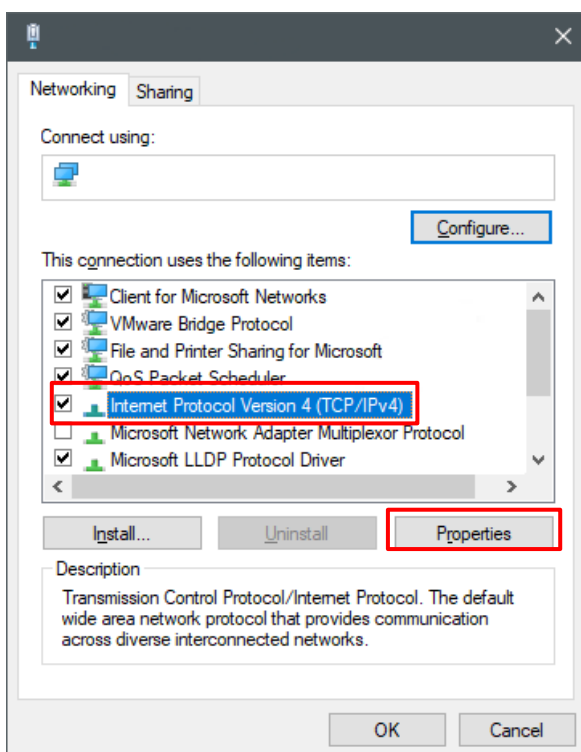 Networking Sharing
Connect using:
Configure...
This connection uses the following items:
Client for Microsoft Networks
VMware Bridge Protocol
File and Printer Sharing for Microsoft
QoS Packet Scheduler
Internet Protocol Version 4 (TCP/IPv4)
Microsoft Network Adapter Multiplexor Protocol
Microsoft LLDP Protocol Driver
Install... Uninstall Properties
Description
Transmission Control Protocol/Internet Protocol. The default
wide area network protocol that provides communication
across diverse interconnected networks.
OK Cancel